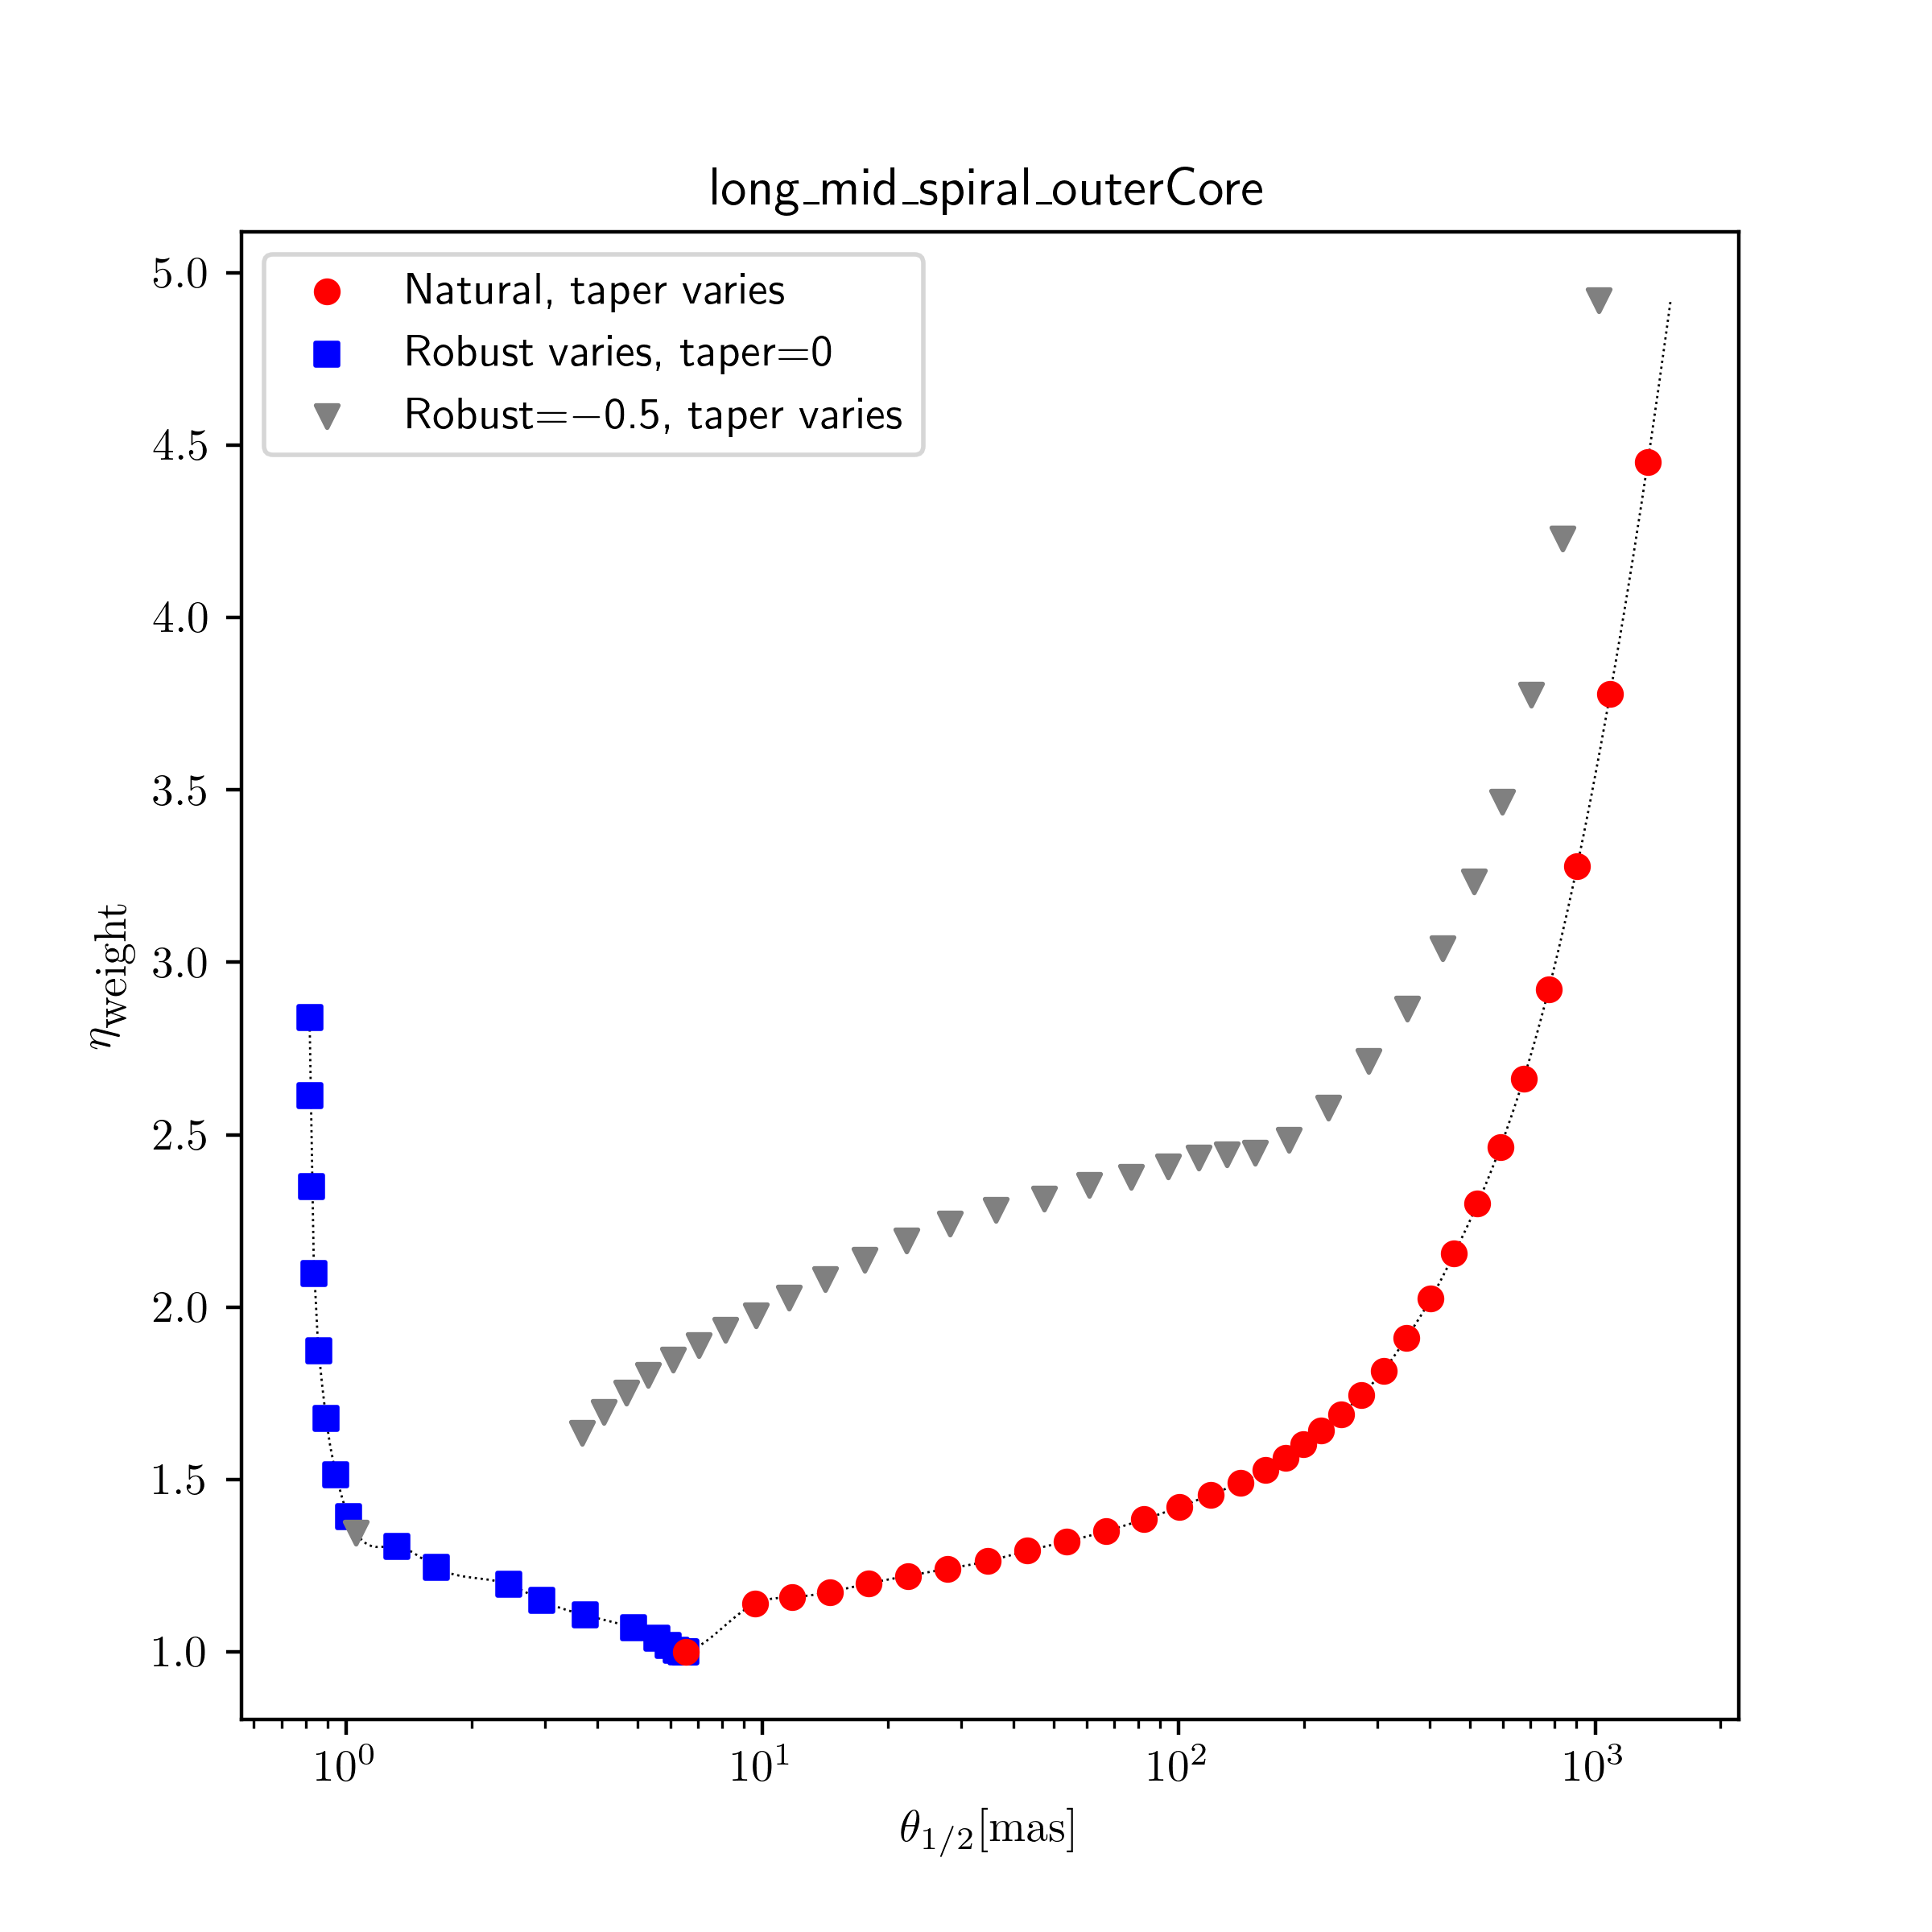 long_mid_spiral_outerCore
Natural, taper varies
Robust varies, taper=0
Robust=−0.5, taper varies
5.0
4.5
4.0
3.5
3.0
2.5
2.0
1.5
1.0
η_weight
10^0 10^1 10^2 10^3
θ_1/2[mas]